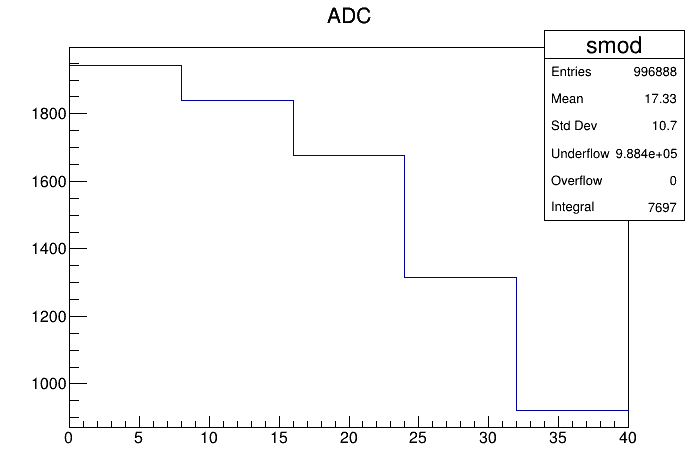 ADC
smod
Entries 996888
Mean 17.33
Std Dev 10.7
Underflow 9.884e+05
Overflow 0
Integral 7697
1800
1600
1400
1200
1000
0 5 10 15 20 25 30 35 40